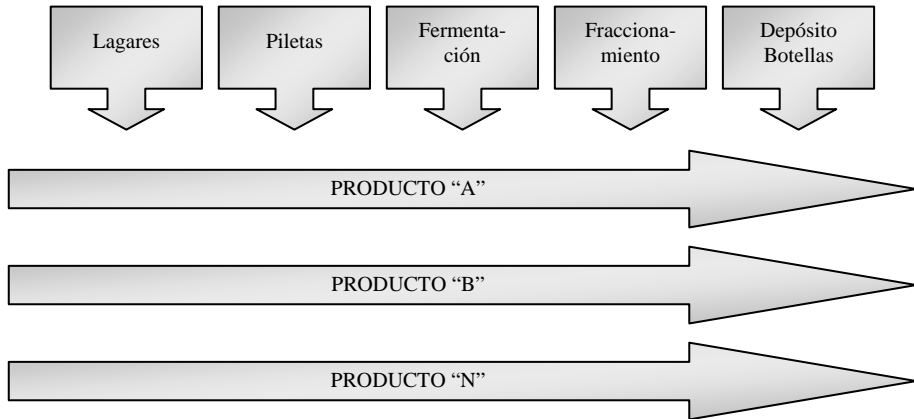 Lagares
Piletas
Fermenta-
ción
Fracciona-
miento
Depósito
Botellas
PRODUCTO “A”
PRODUCTO “B”
PRODUCTO “N”